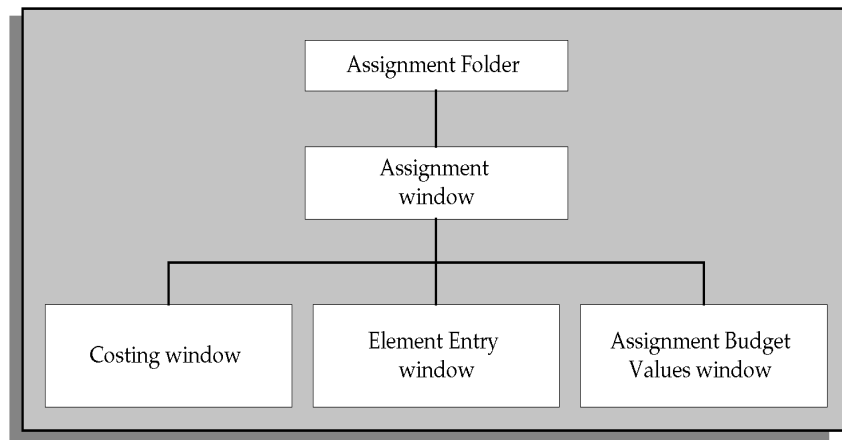 Assignment Folder
Assignment
window
Costing window
Element Entry
window
Assignment Budget
Values window